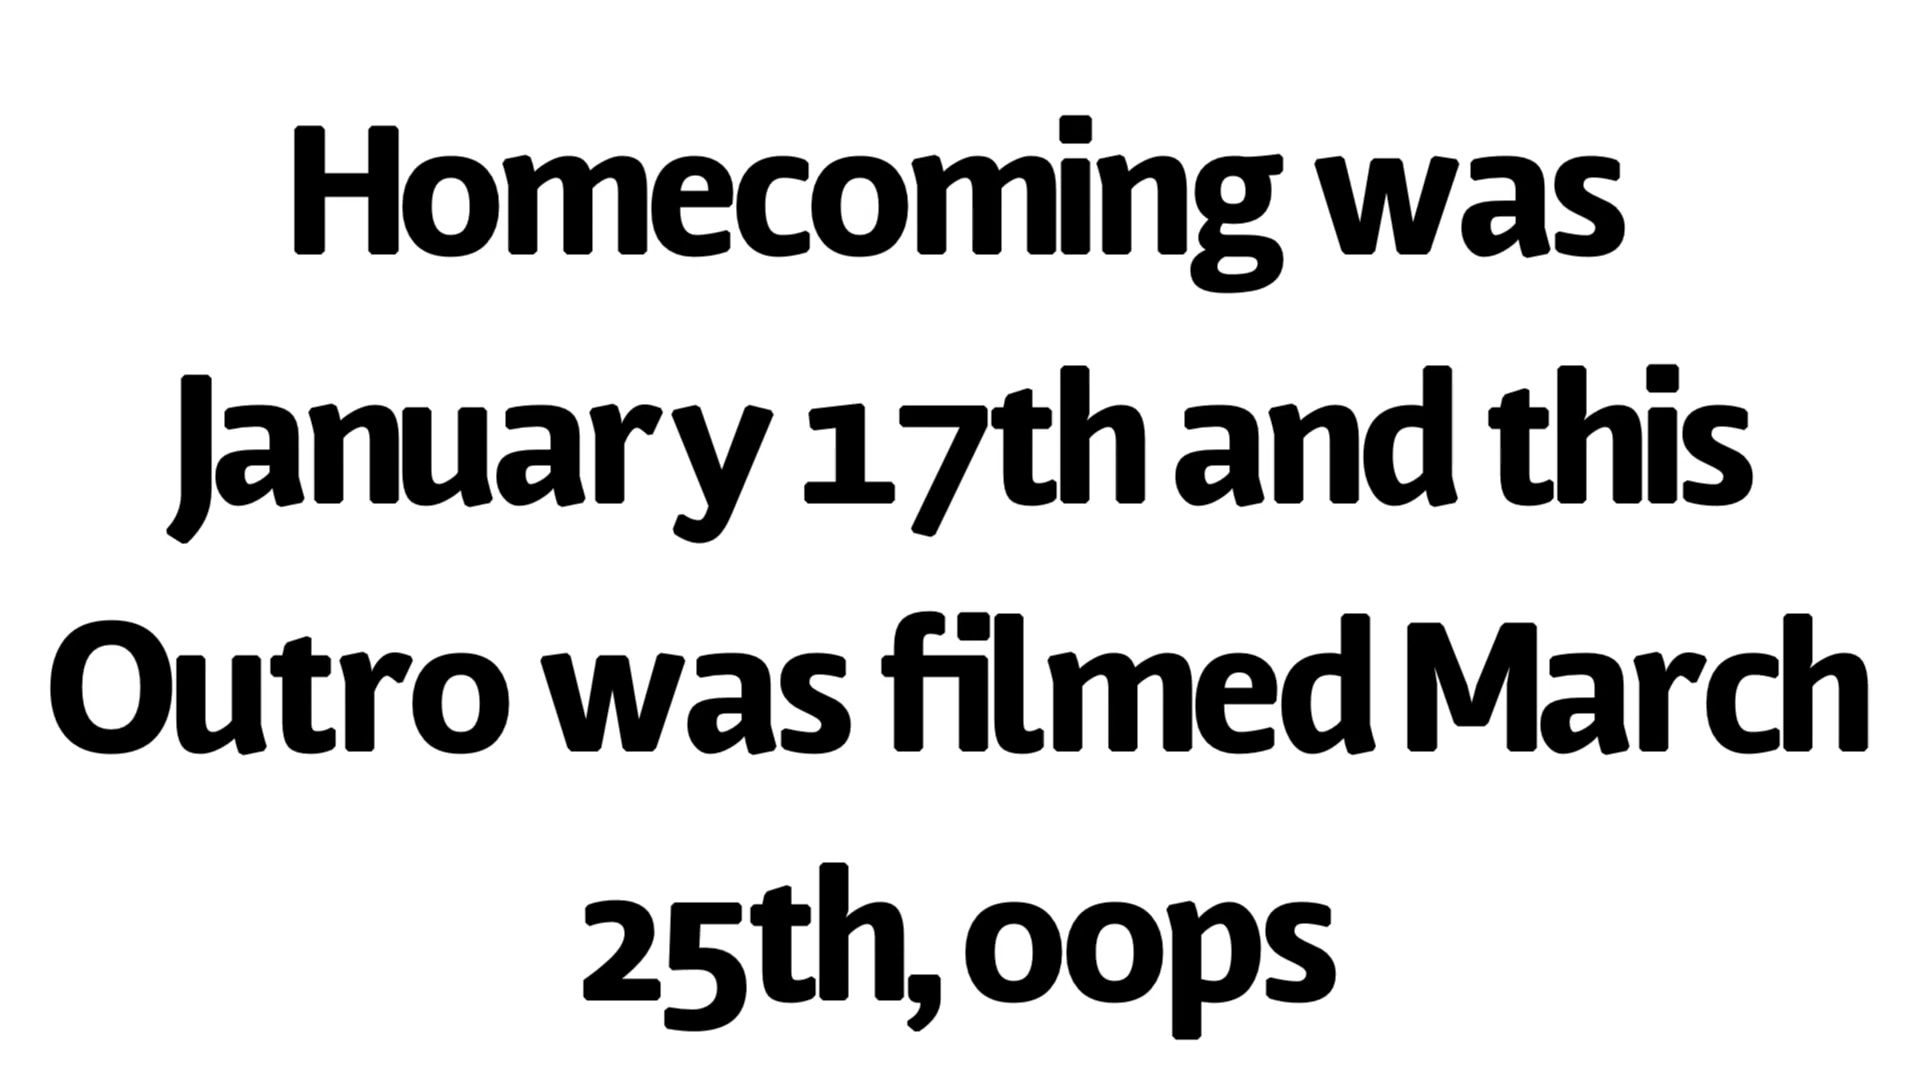 Homecoming was
January 17th and this
Outro was filmed March
25th, oops